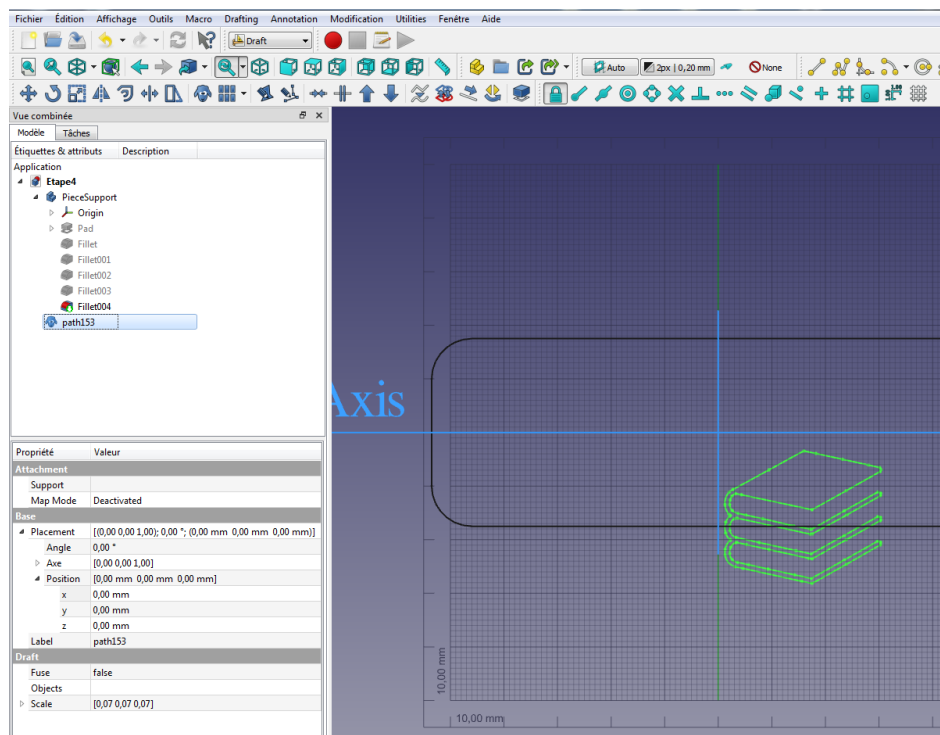 Fichier Édition Affichage Outils Macro Drafting Annotation Modification Utilities Fenêtre Aide
Draft
Auto 2px | 0,20 mm None
Vue combinée
Modèle Tâches
Étiquettes & attributs Description
Application
Etape4
PieceSupport
Origin
Pad
Fillet
Fillet001
Fillet002
Fillet003
Fillet004
path153
Propriété Valeur
Attachment
Support
Map Mode Deactivated
Base
Placement [(0,00 0,00 1,00); 0,00 °; (0,00 mm 0,00 mm 0,00 mm)]
Angle 0,00 °
Axe [0,00 0,00 1,00]
Position [0,00 mm 0,00 mm 0,00 mm]
x 0,00 mm
y 0,00 mm
z 0,00 mm
Label path153
Draft
Fuse false
Objects
Scale [0,07 0,07 0,07]
Axis
10,00 mm
10,00 mm